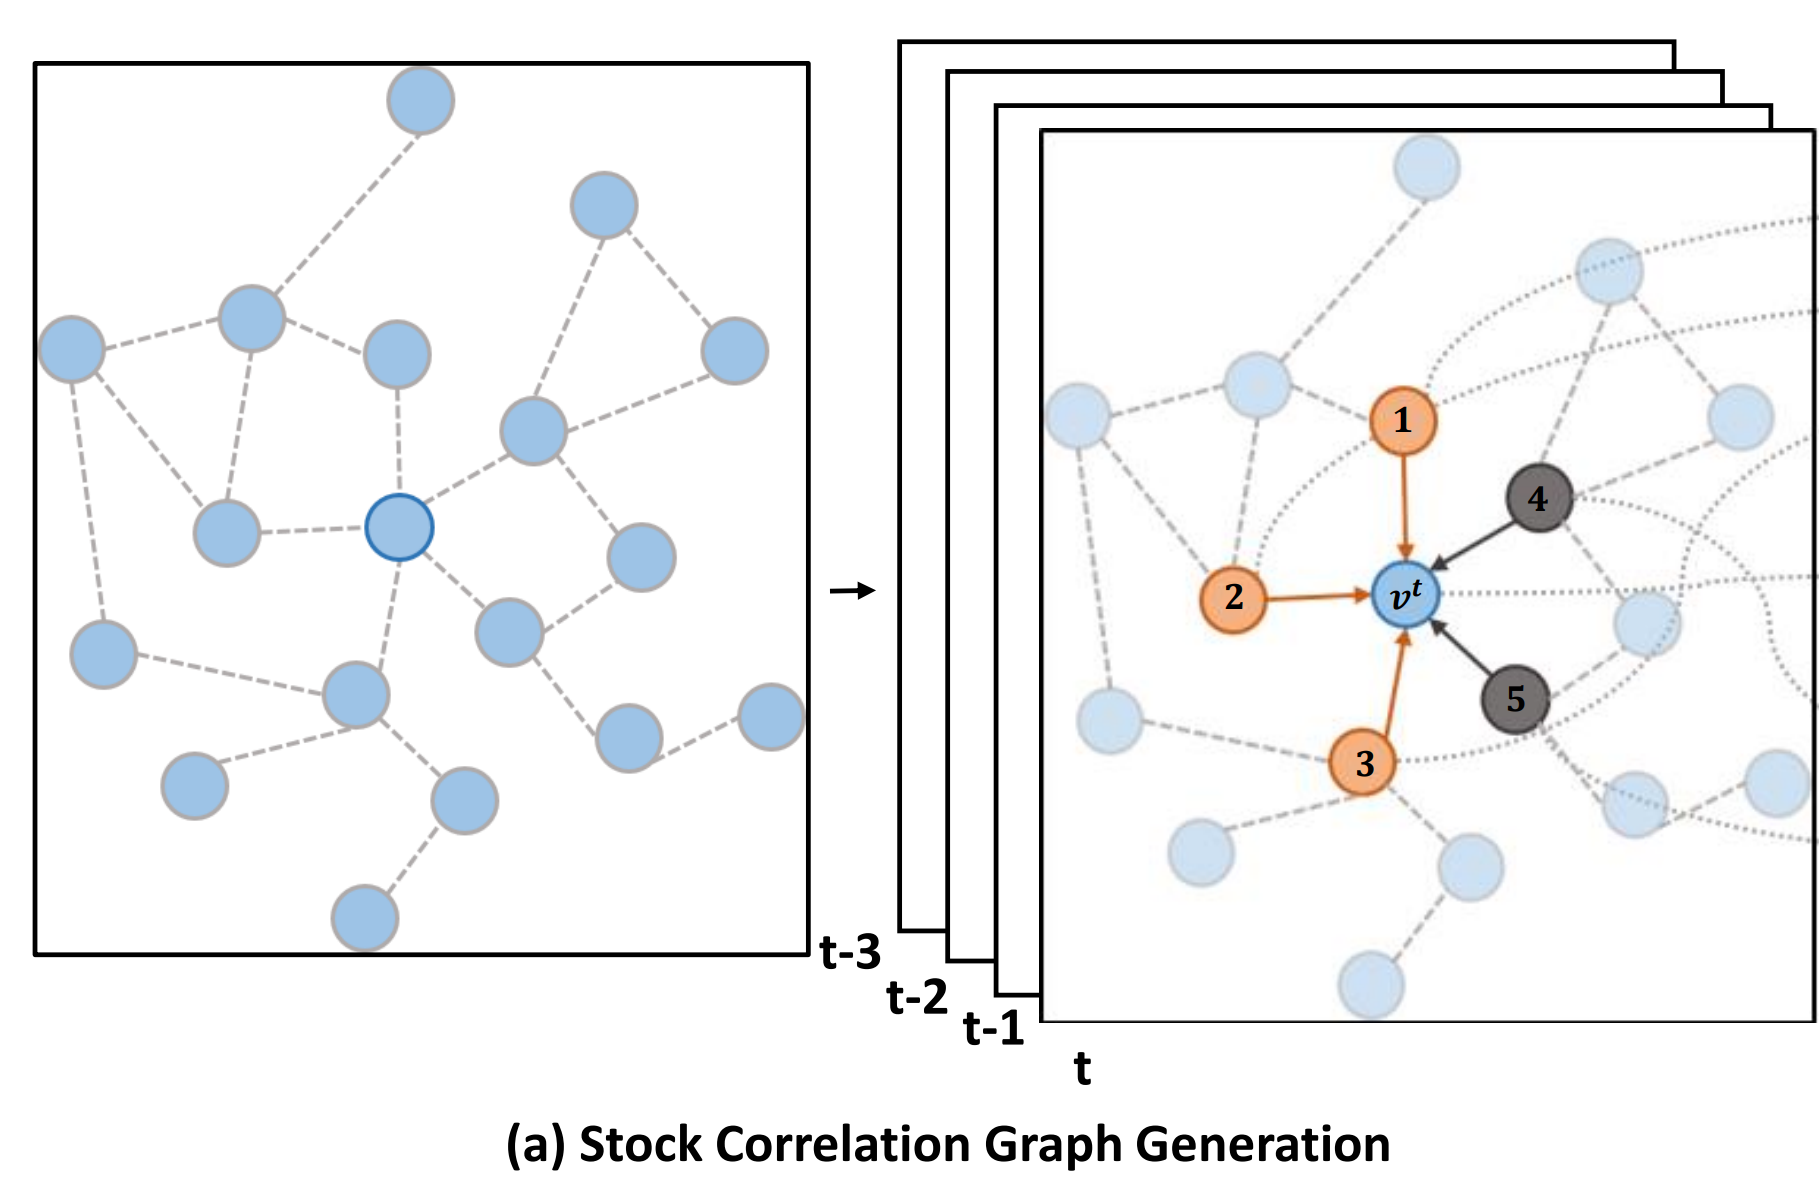 1
4
2
v^t
5
3
t-3
t-2
t-1
t
(a) Stock Correlation Graph Generation